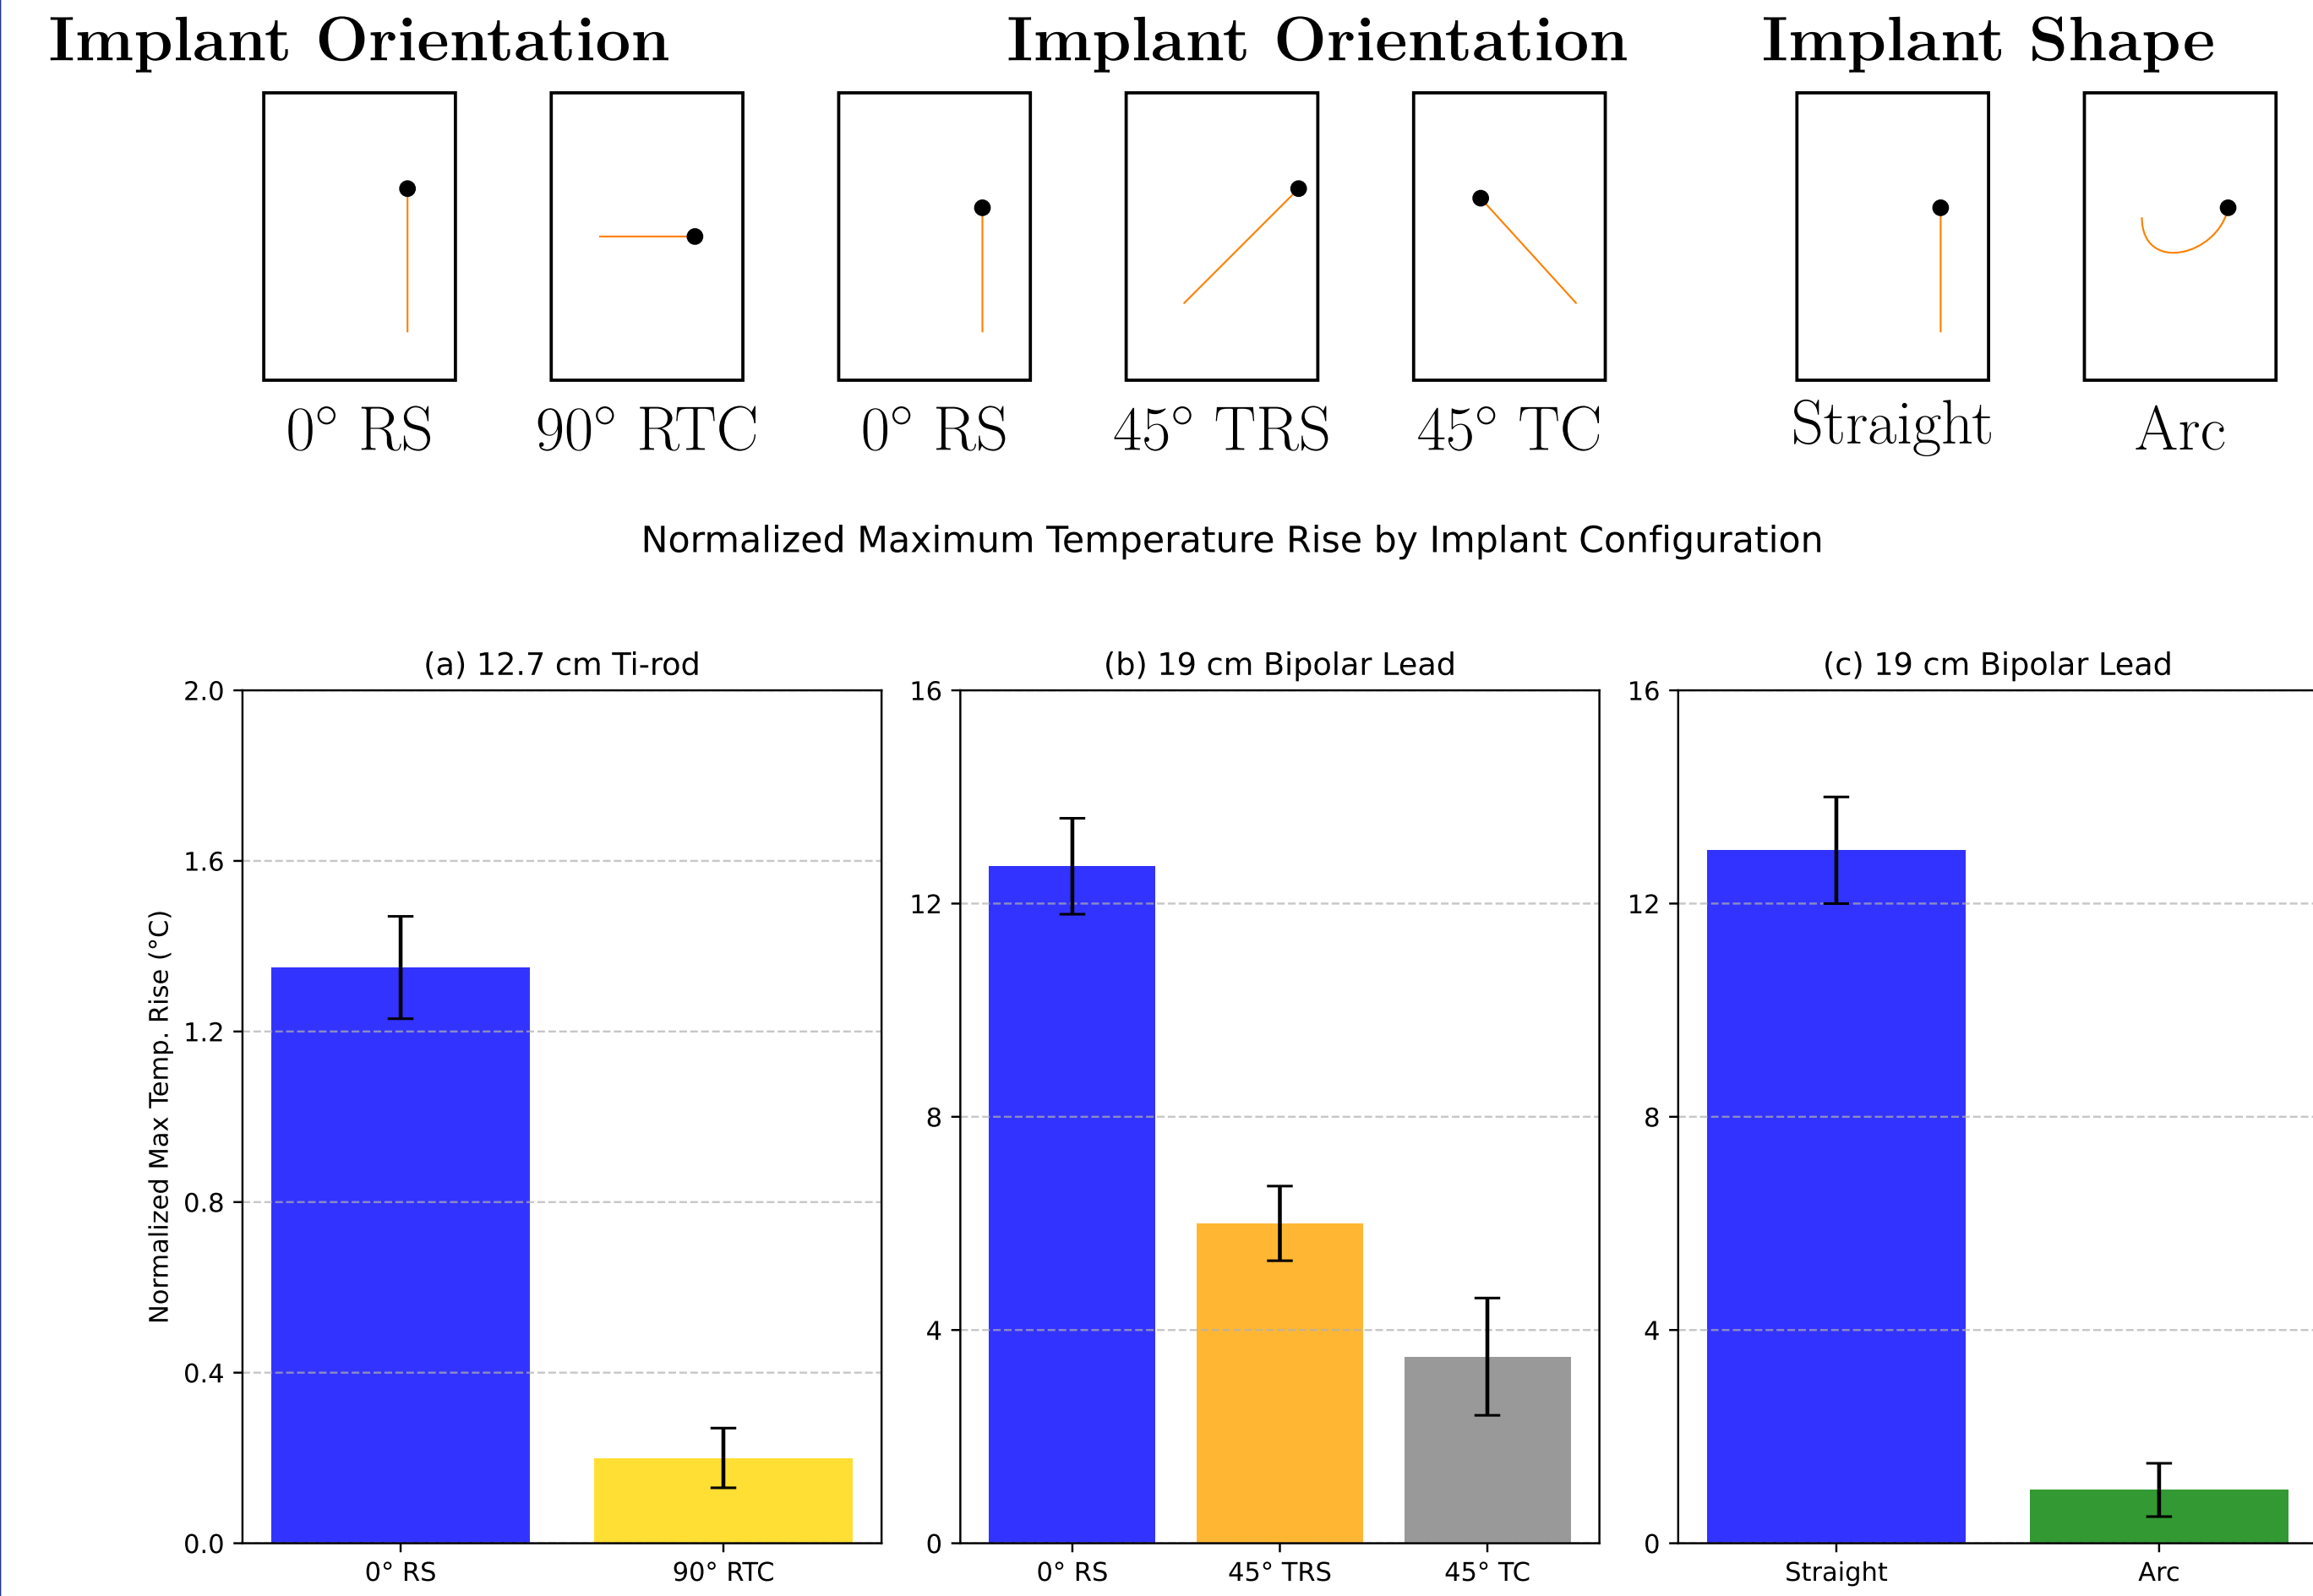 Implant Orientation
Implant Orientation
Implant Shape
0° RS
90° RTC
0° RS
45° TRS
45° TC
Straight
Arc
Normalized Maximum Temperature Rise by Implant Configuration
(a) 12.7 cm Ti-rod
(b) 19 cm Bipolar Lead
(c) 19 cm Bipolar Lead
Normalized Max Temp. Rise (°C)
2.0
1.6
1.2
0.8
0.4
0.0
0° RS
90° RTC
16
12
8
4
0
0° RS
45° TRS
45° TC
16
12
8
4
0
Straight
Arc